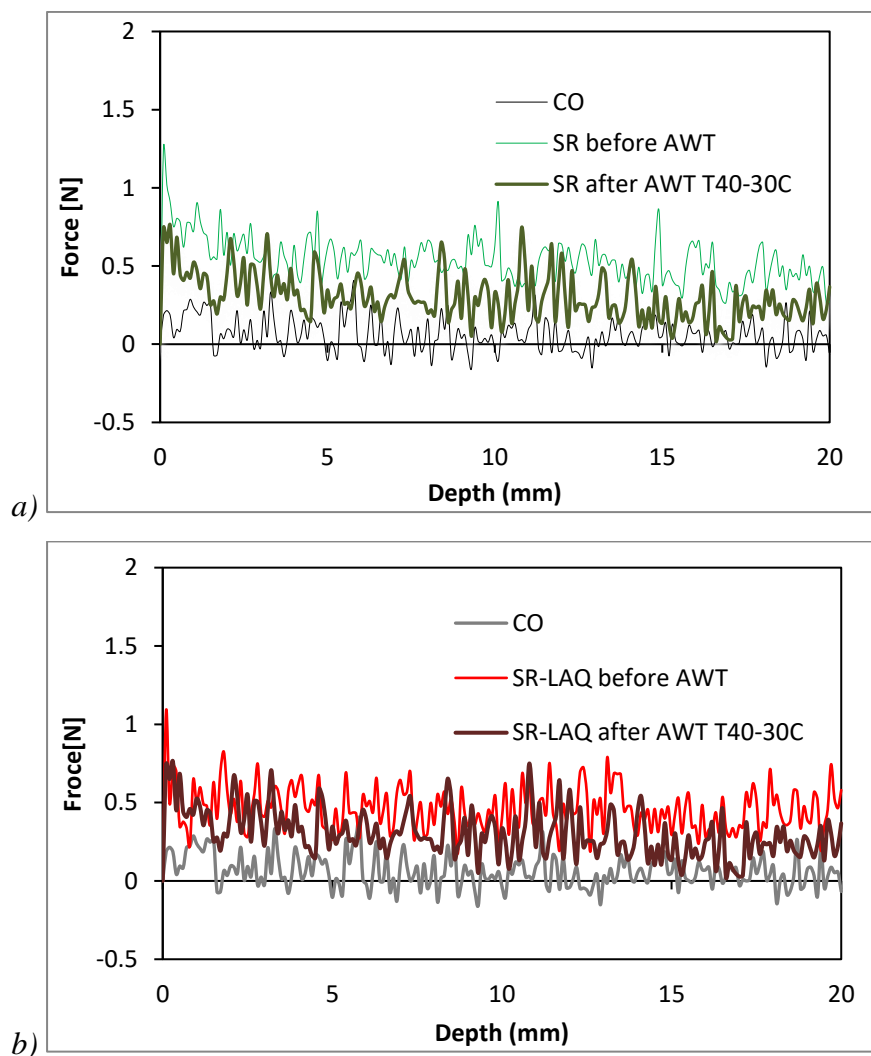 2
1.5
1
0.5
0
-0.5
Force [N]
CO
SR before AWT
SR after AWT T40-30C
0 5 10 15 20
Depth (mm)
a)
2
1.5
1
0.5
0
-0.5
Froce[N]
CO
SR-LAQ before AWT
SR-LAQ after AWT T40-30C
0 5 10 15 20
Depth (mm)
b)